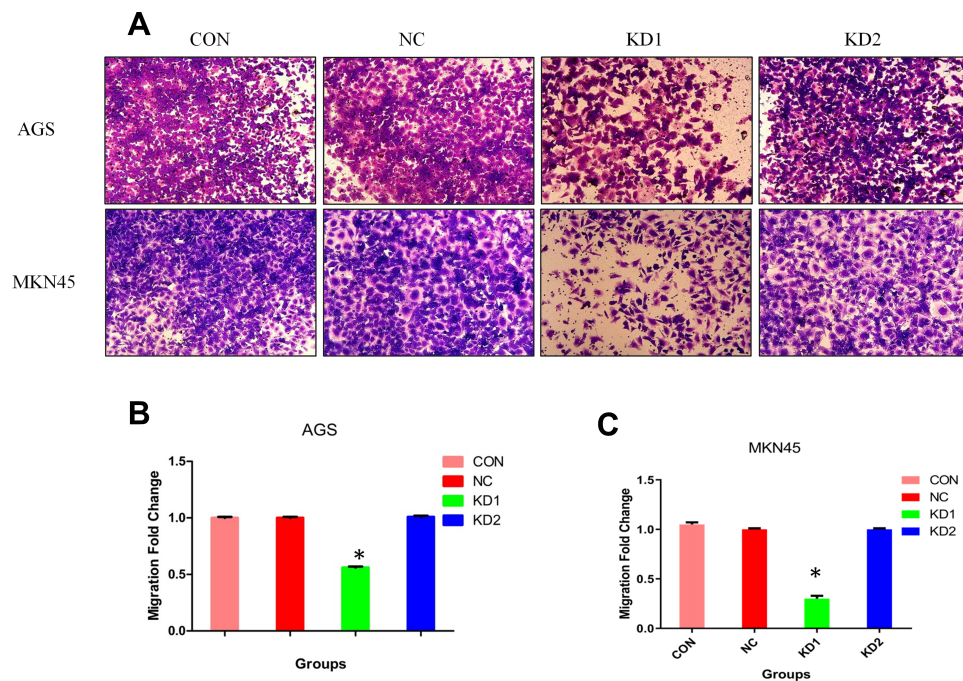 A
CON NC KD1 KD2
AGS
MKN45
B
AGS
Migration Fold Change
1.5
1.0
0.5
0.0
*
Groups
CON
NC
KD1
KD2
C
MKN45
Migration Fold Change
1.5
1.0
0.5
0.0
*
CON NC KD1 KD2
Groups
CON
NC
KD1
KD2